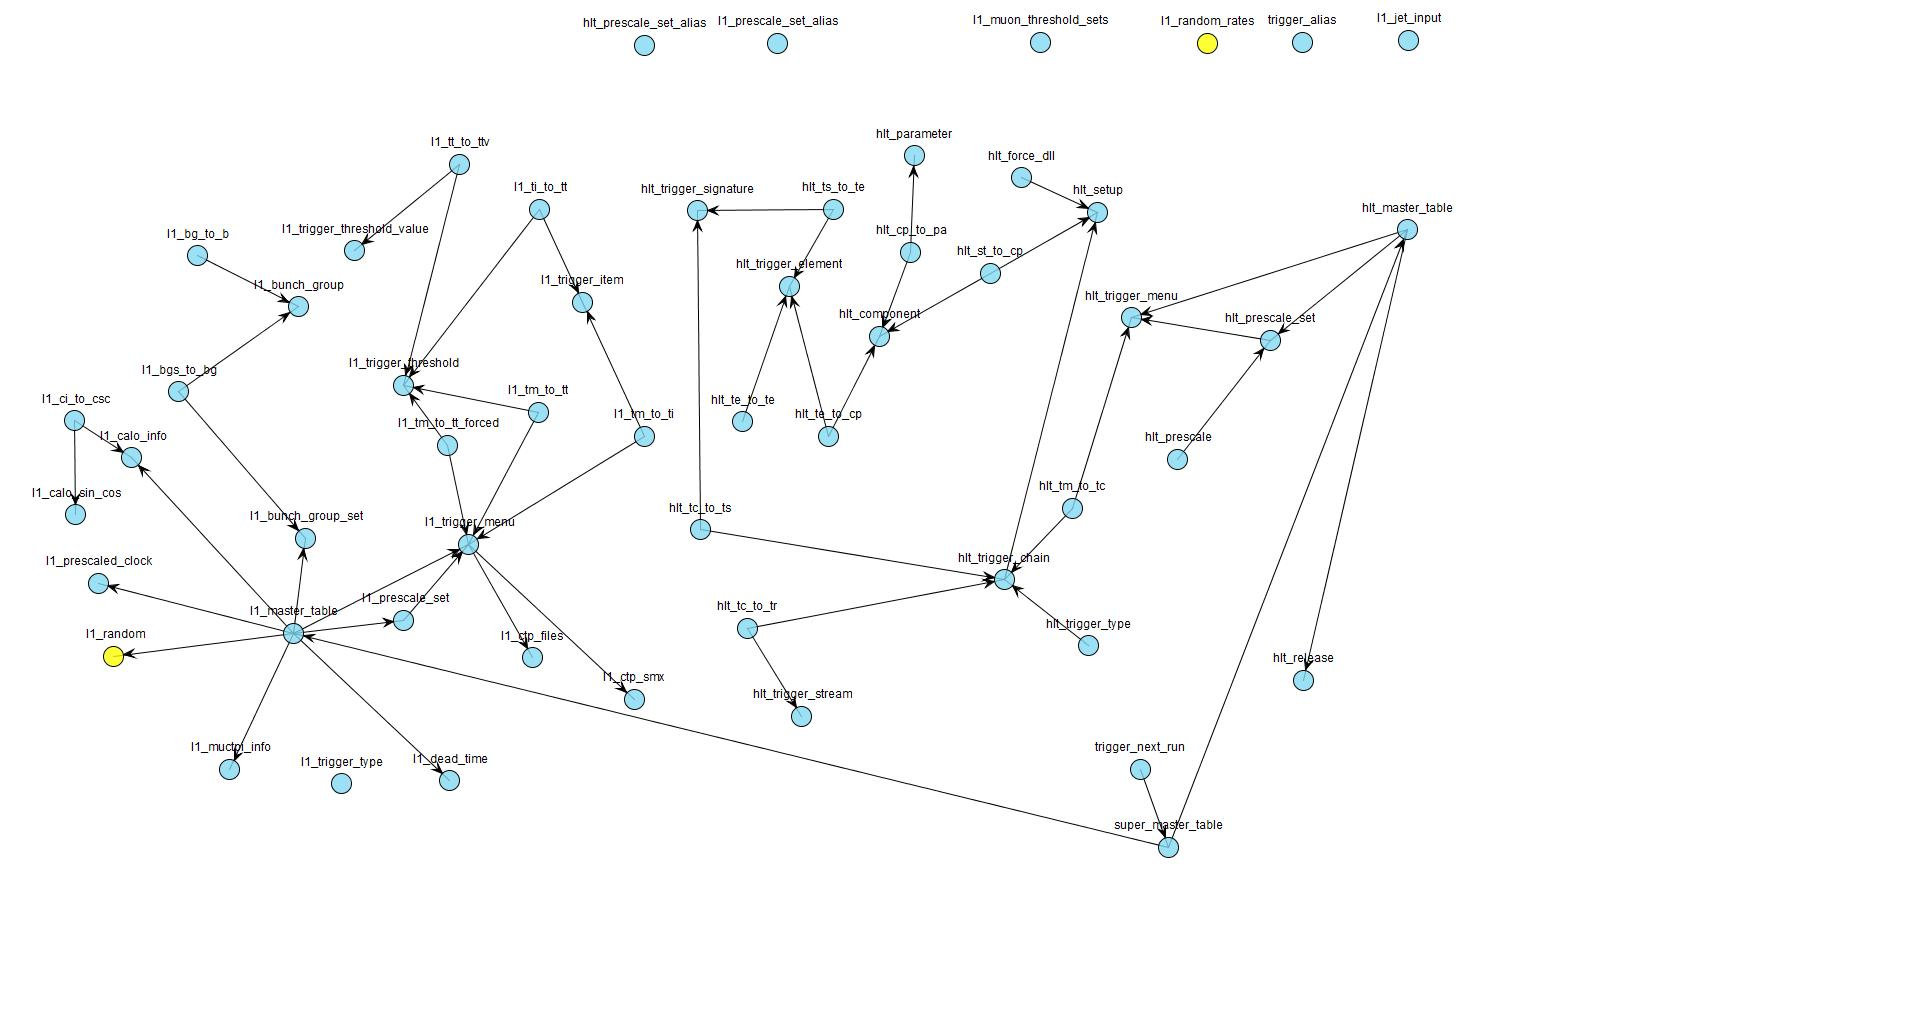 hlt_prescale_set_alias
l1_prescale_set_alias
l1_muon_threshold_sets
l1_random_rates
trigger_alias
l1_jet_input
l1_tt_to_ttv
hlt_parameter
hlt_force_dll
l1_ti_to_tt
hlt_trigger_signature
hlt_ts_to_te
hlt_setup
hlt_master_table
l1_bg_to_b
l1_trigger_threshold_value
hlt_cp_to_pa
hlt_st_to_cp
hlt_trigger_element
l1_bunch_group
l1_trigger_item
hlt_trigger_menu
hlt_component
hlt_prescale_set
l1_bgs_to_bg
l1_trigger_threshold
l1_ci_to_csc
l1_tm_to_tt
hlt_te_to_te
l1_tm_to_tt_forced
l1_tm_to_ti
hlt_te_to_cp
l1_calo_info
hlt_prescale
l1_calo_sin_cos
hlt_tm_to_tc
l1_bunch_group_set
l1_trigger_menu
hlt_tc_to_ts
l1_prescaled_clock
hlt_trigger_chain
l1_master_table
l1_prescale_set
hlt_tc_to_tr
l1_random
l1_ctp_files
hlt_trigger_type
hlt_release
l1_ctp_smx
hlt_trigger_stream
l1_muctpi_info
l1_trigger_type
l1_dead_time
trigger_next_run
super_master_table